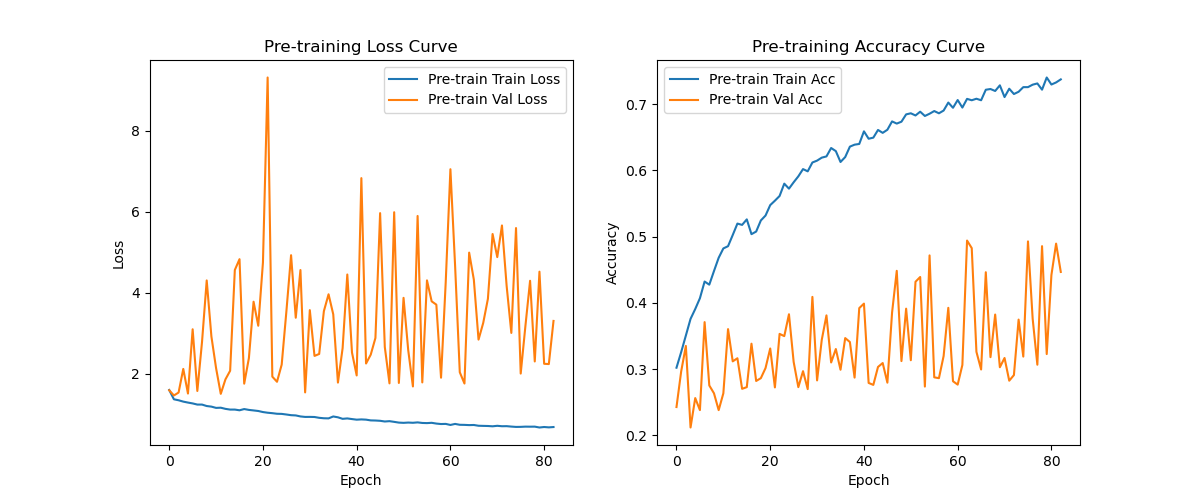 Pre-training Loss Curve
Pre-train Train Loss
Pre-train Val Loss
8
6
4
2
Loss
0
20
40
60
80
Epoch
Pre-training Accuracy Curve
Pre-train Train Acc
Pre-train Val Acc
0.7
0.6
0.5
0.4
0.3
0.2
Accuracy
0
20
40
60
80
Epoch